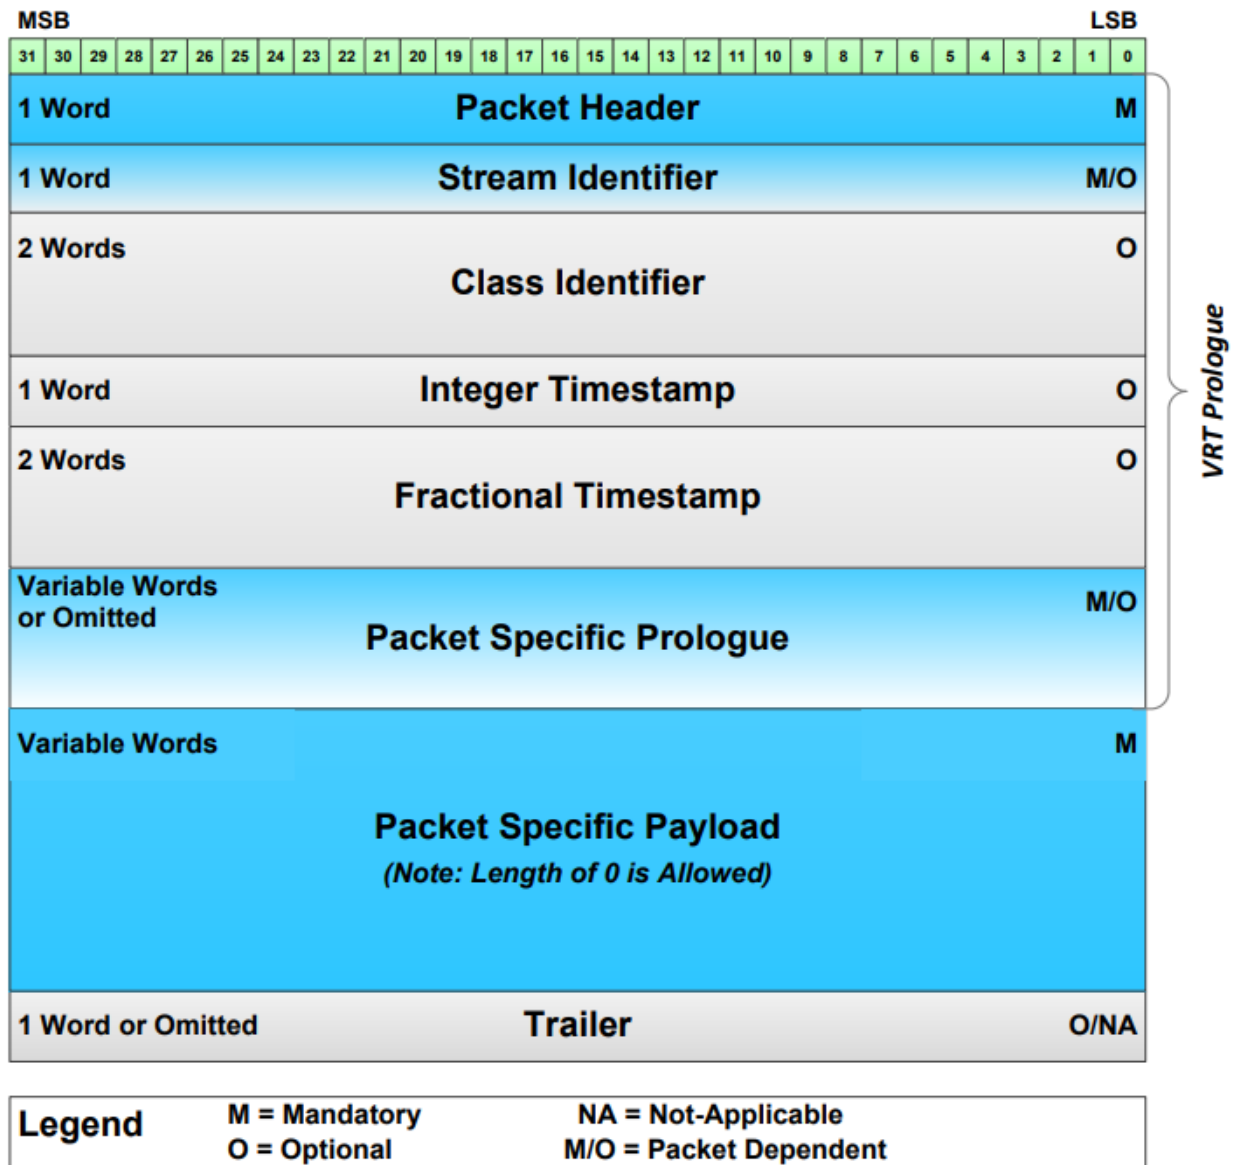 MSB LSB
31 30 29 28 27 26 25 24 23 22 21 20 19 18 17 16 15 14 13 12 11 10 9 8 7 6 5 4 3 2 1 0
1 Word Packet Header M
1 Word Stream Identifier M/O
2 Words O
Class Identifier
1 Word Integer Timestamp O
2 Words O
Fractional Timestamp
Variable Words
or Omitted M/O
Packet Specific Prologue
VRT Prologue
Variable Words M
Packet Specific Payload
(Note: Length of 0 is Allowed)
1 Word or Omitted Trailer O/NA
Legend
M = Mandatory NA = Not-Applicable
O = Optional M/O = Packet Dependent